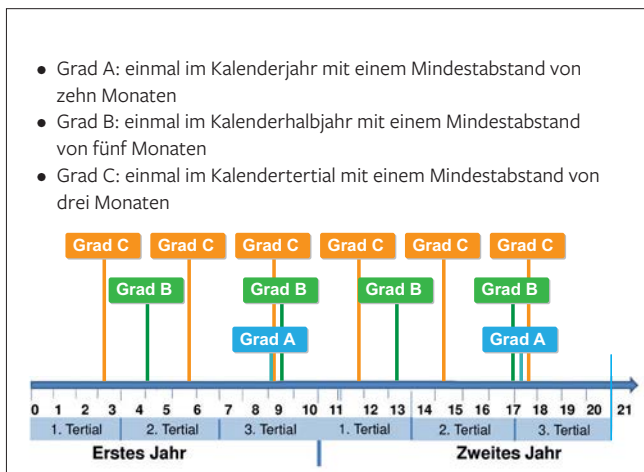 • Grad A: einmal im Kalenderjahr mit einem Mindestabstand von
zehn Monaten
• Grad B: einmal im Kalenderhalbjahr mit einem Mindestabstand
von fünf Monaten
• Grad C: einmal im Kalendertertial mit einem Mindestabstand von
drei Monaten
Grad C Grad C Grad C Grad C Grad C Grad C
Grad B Grad B Grad B Grad B
Grad A Grad A
0 1 2 3 4 5 6 7 8 9 10 11 12 13 14 15 16 17 18 19 20 21
1. Tertial 2. Tertial 3. Tertial 1. Tertial 2. Tertial 3. Tertial
Erstes Jahr Zweites Jahr